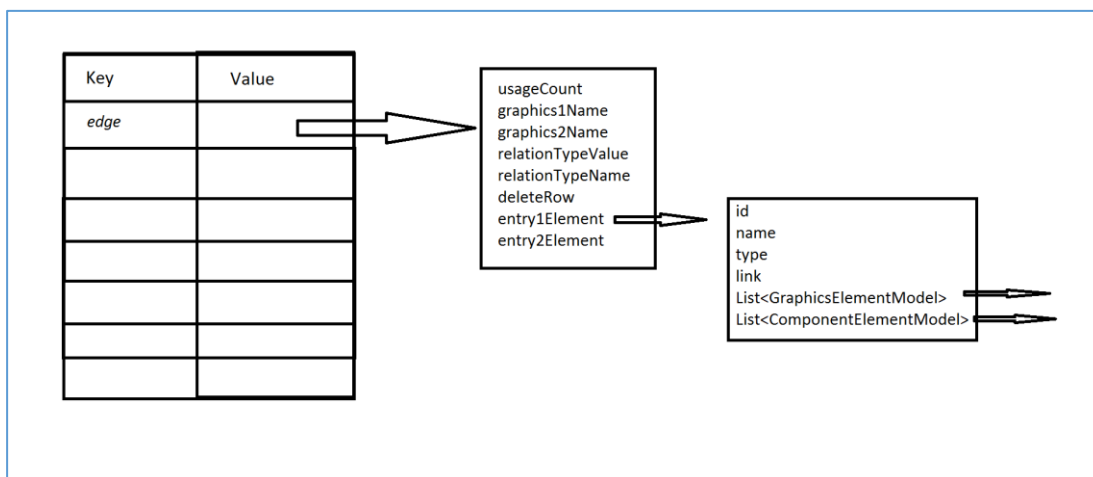 Key
Value
edge
usageCount
graphics1Name
graphics2Name
relationTypeValue
relationTypeName
deleteRow
entry1Element
entry2Element
id
name
type
link
List<GraphicsElementModel>
List<ComponentElementModel>